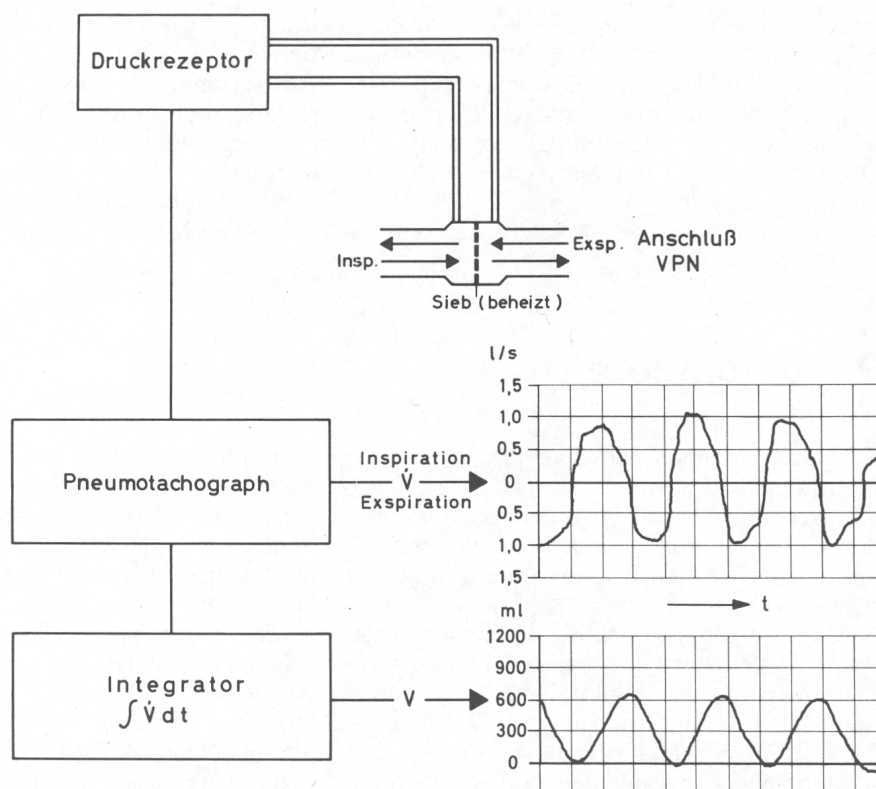 Druckrezeptor
Insp.
Exsp.
Anschluß
VPN
Sieb (beheizt)
Pneumotachograph
Inspiration
V̇
Exspiration
l/s
1,5
1,0
0,5
0
0,5
1,0
1,5
t
Integrator
∫ V̇ dt
V
ml
1200
900
600
300
0